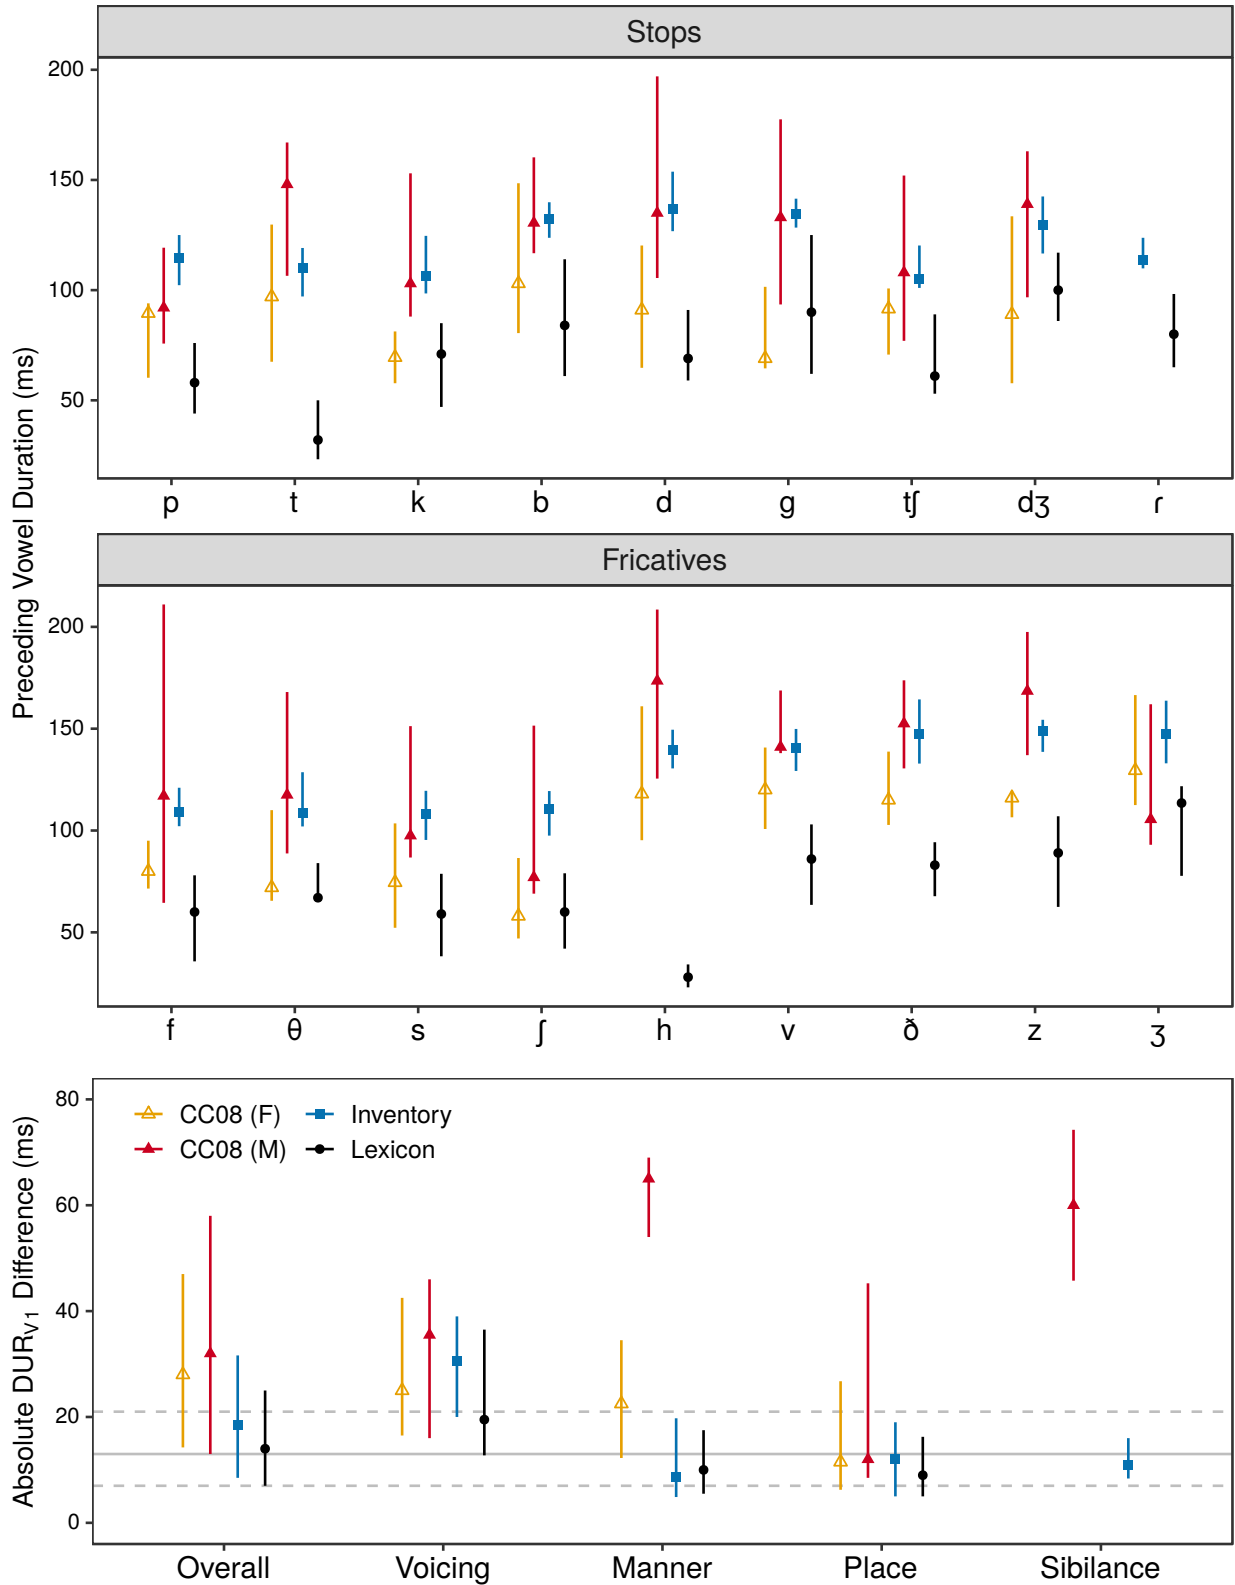 Stops
Preceding Vowel Duration (ms)
200
150
100
50
p t k b d g tʃ dʒ ɾ
Fricatives
200
150
100
50
f θ s ʃ h v ð z ʒ
Absolute DURV1 Difference (ms)
80
60
40
20
0
CC08 (F) Inventory
CC08 (M) Lexicon
Overall Voicing Manner Place Sibilance